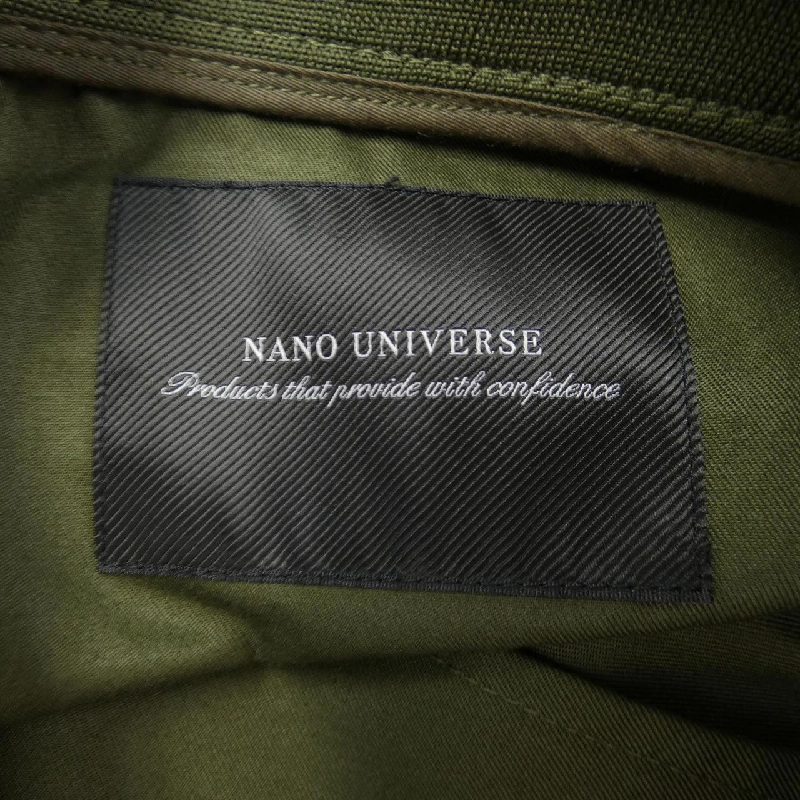 NANO UNIVERSE
Products that provide with confidence